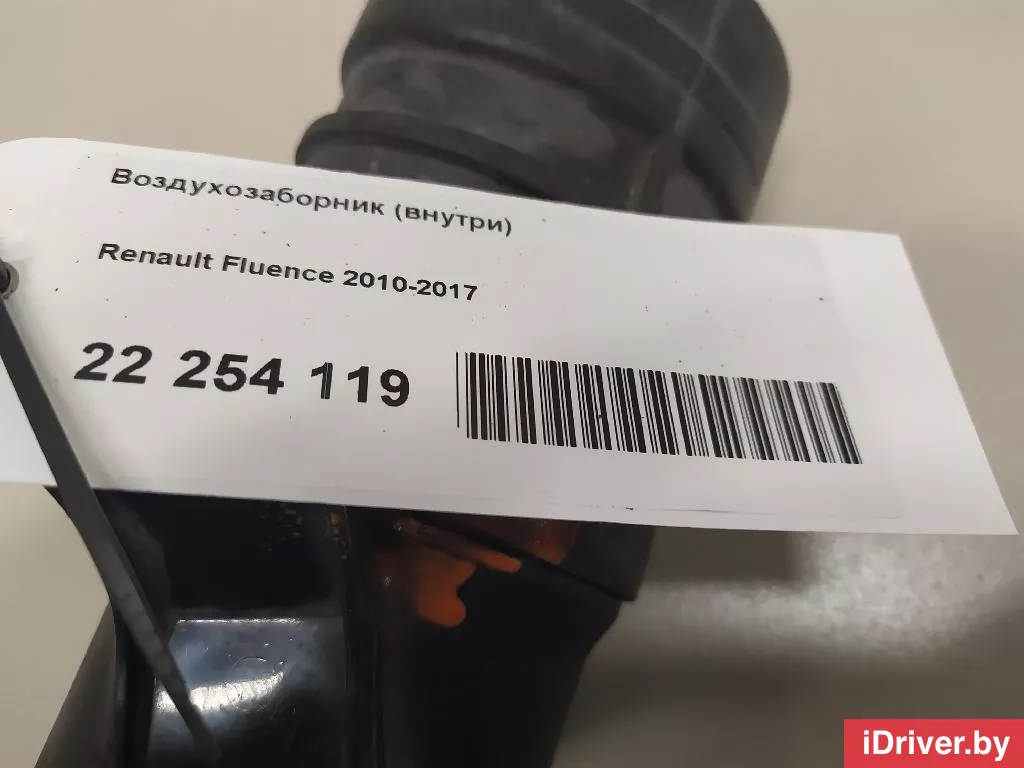 Воздухозаборник (внутри)
Renault Fluence 2010-2017
22 254 119
iDriver.by